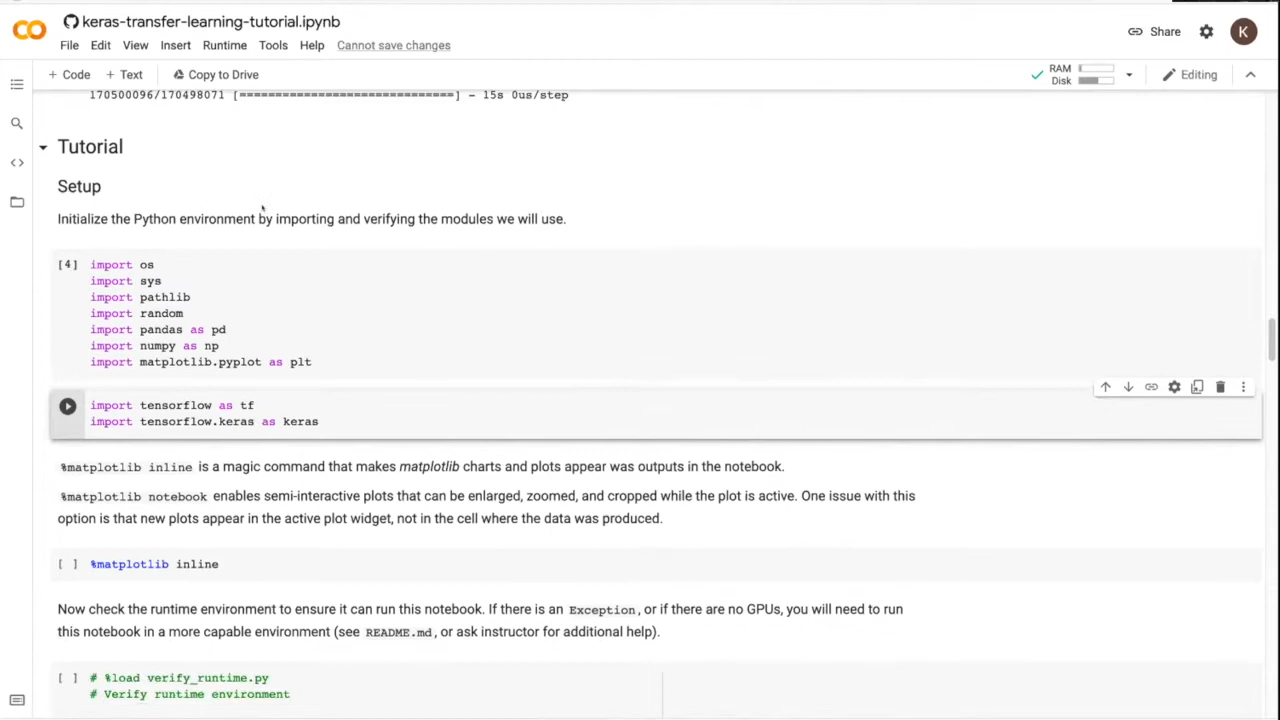 keras-transfer-learning-tutorial.ipynb
Share
K
File Edit View Insert Runtime Tools Help Cannot save changes
+ Code + Text Copy to Drive
RAM
Disk
Editing
170500096/170498071 [==============================] - 15s 0us/step
Tutorial
Setup
Initialize the Python environment by importing and verifying the modules we will use.
[4] import os
import sys
import pathlib
import random
import pandas as pd
import numpy as np
import matplotlib.pyplot as plt
import tensorflow as tf
import tensorflow.keras as keras
%matplotlib inline is a magic command that makes matplotlib charts and plots appear was outputs in the notebook.
%matplotlib notebook enables semi-interactive plots that can be enlarged, zoomed, and cropped while the plot is active. One issue with this
option is that new plots appear in the active plot widget, not in the cell where the data was produced.
[ ] %matplotlib inline
Now check the runtime environment to ensure it can run this notebook. If there is an Exception, or if there are no GPUs, you will need to run
this notebook in a more capable environment (see README.md, or ask instructor for additional help).
[ ] # %load verify_runtime.py
# Verify runtime environment